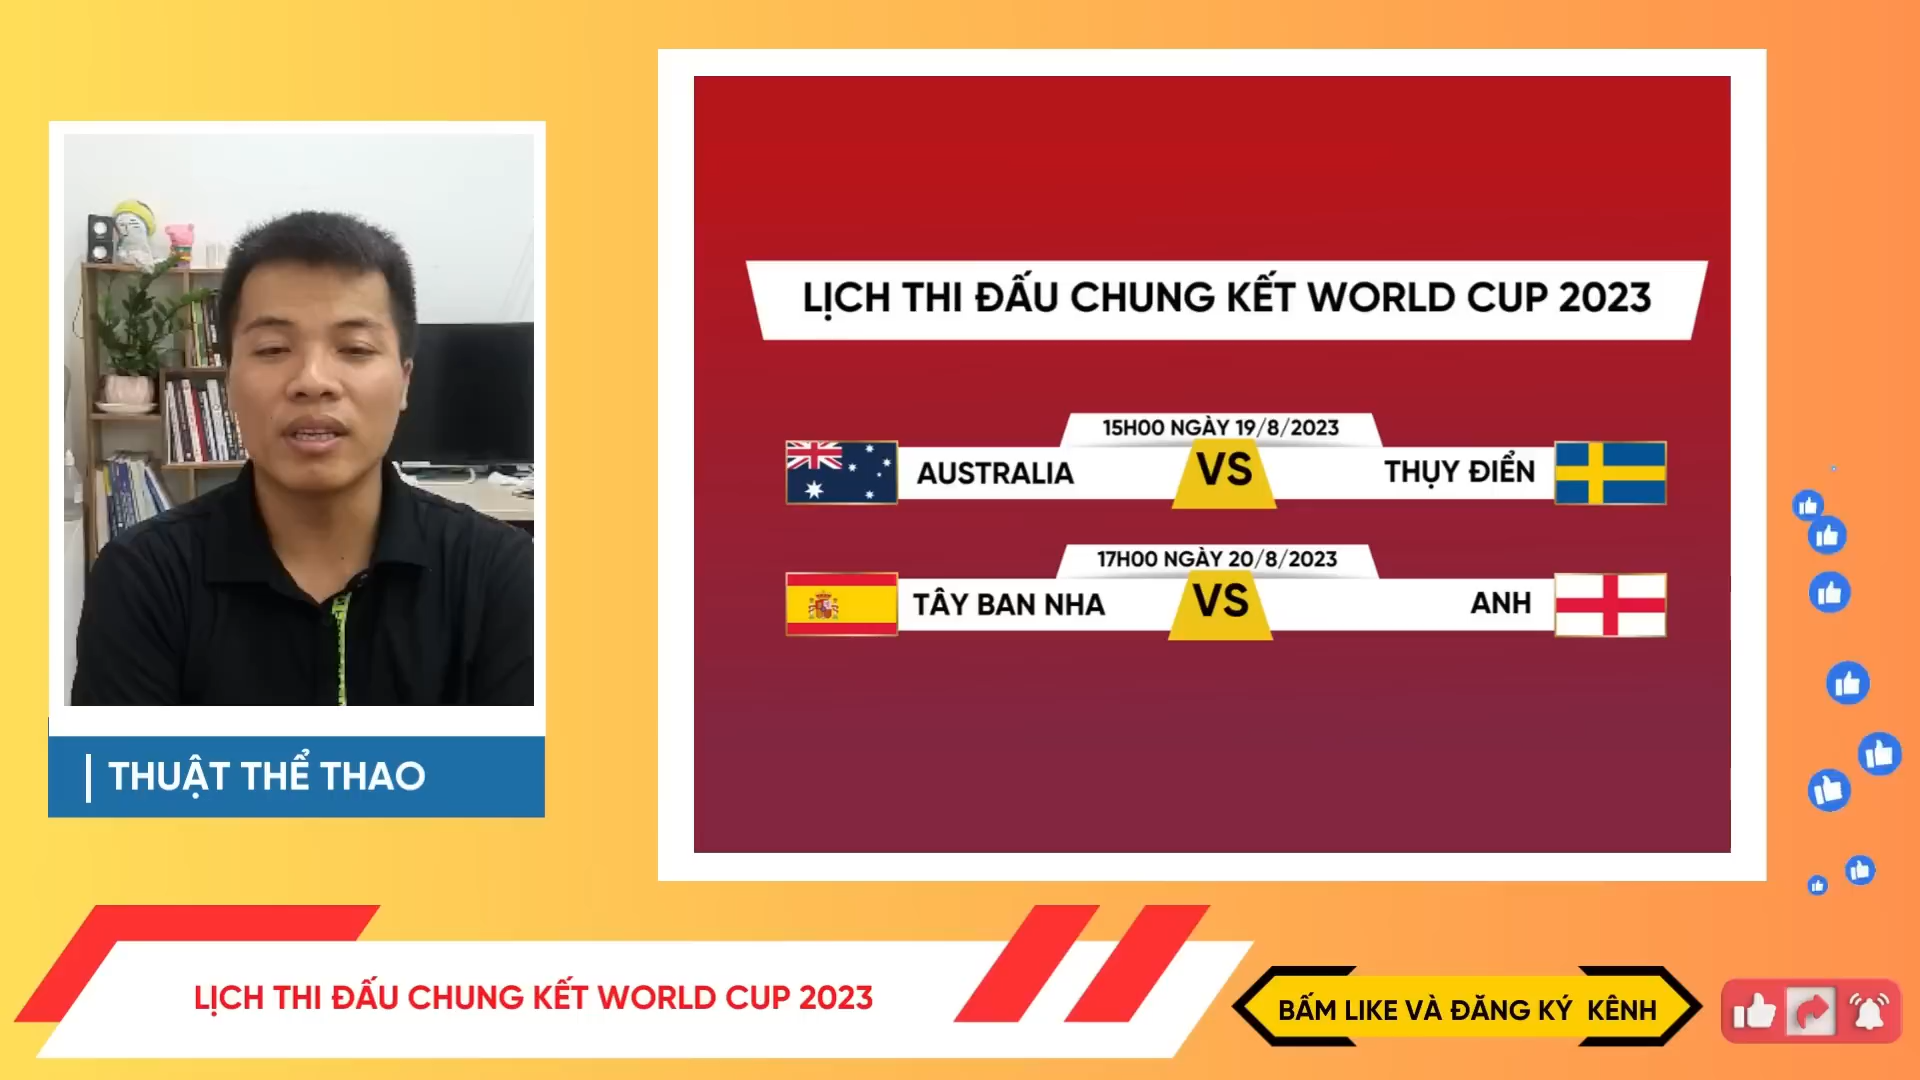 LỊCH THI ĐẤU CHUNG KẾT WORLD CUP 2023
15H00 NGÀY 19/8/2023
AUSTRALIA VS THỤY ĐIỂN
17H00 NGÀY 20/8/2023
TÂY BAN NHA VS ANH
THUẬT THỂ THAO
LỊCH THI ĐẤU CHUNG KẾT WORLD CUP 2023
BẤM LIKE VÀ ĐĂNG KÝ KÊNH